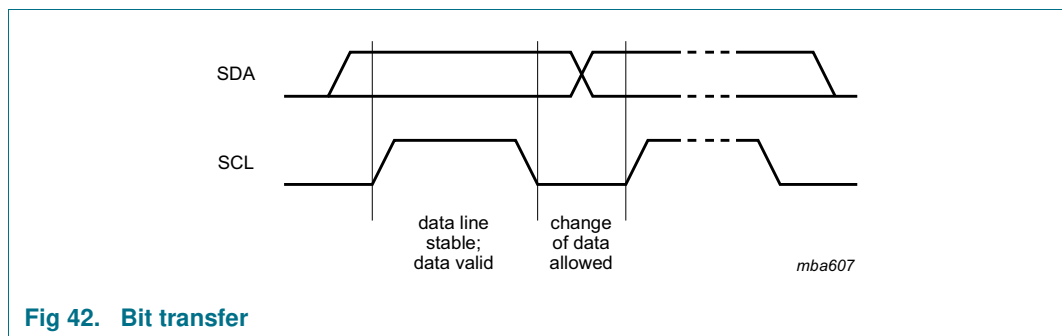 SDA
SCL
data line
stable;
data valid
change
of data
allowed
mba607
Fig 42. Bit transfer